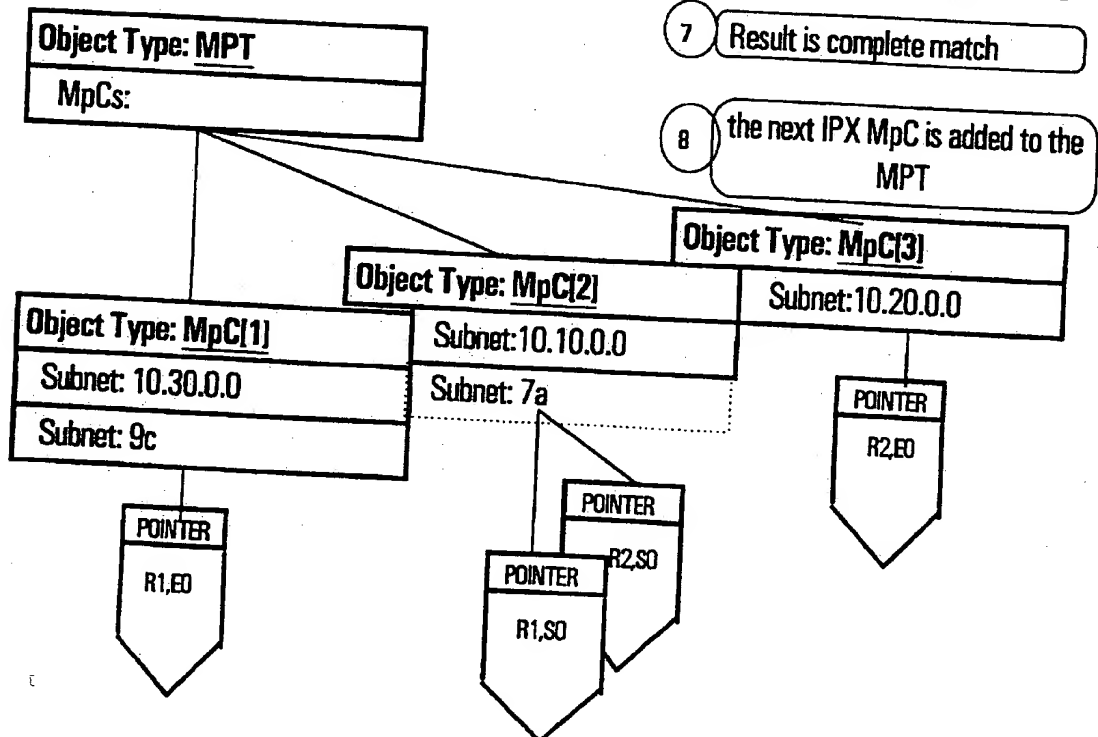 Object Type: MPT
MpCs:
7 Result is complete match
8 the next IPX MpC is added to the
MPT
Object Type: MpC[3]
Subnet:10.20.0.0
Object Type: MpC[2]
Subnet:10.10.0.0
Subnet: 7a
Object Type: MpC[1]
Subnet: 10.30.0.0
Subnet: 9c
POINTER
R2,E0
POINTER
R1,E0
POINTER
R2,S0
POINTER
R1,S0